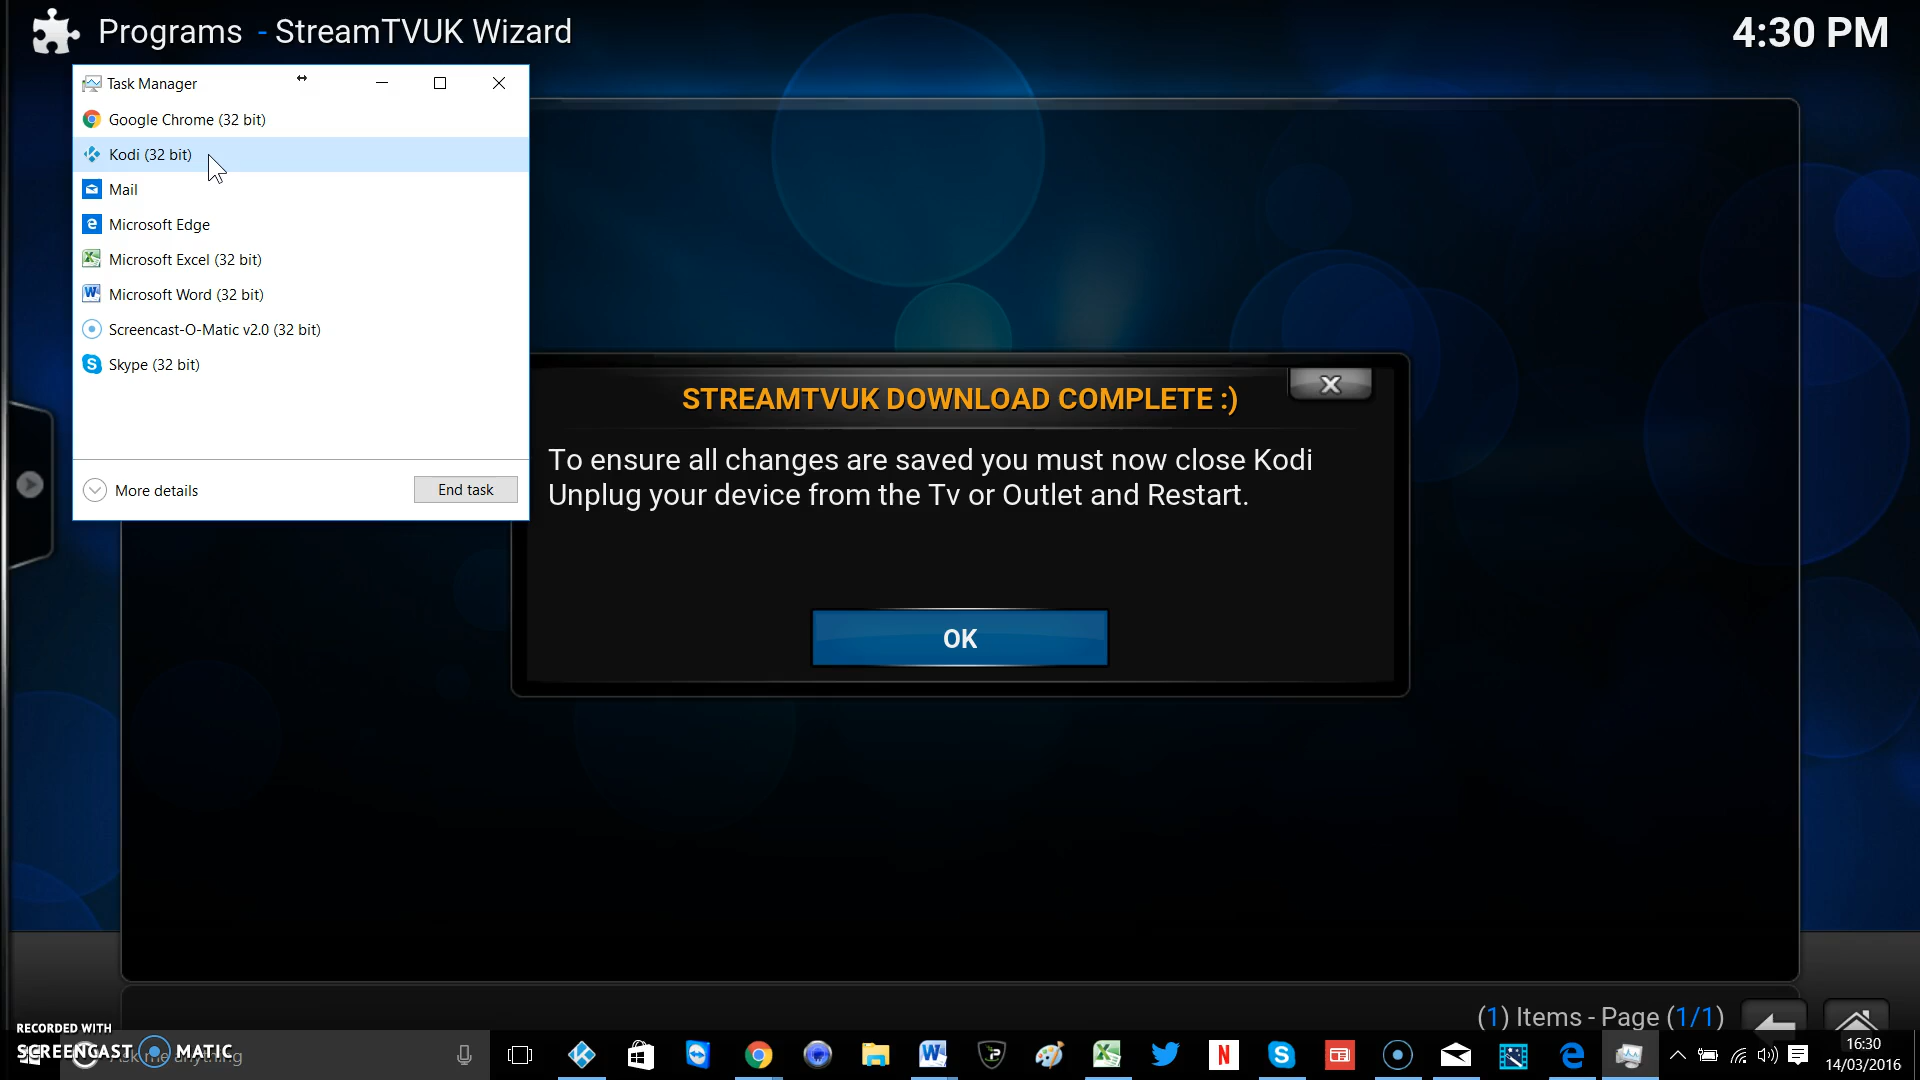 Programs - StreamTVUK Wizard
4:30 PM
Task Manager
Google Chrome (32 bit)
Kodi (32 bit)
Mail
Microsoft Edge
Microsoft Excel (32 bit)
Microsoft Word (32 bit)
Screencast-O-Matic v2.0 (32 bit)
Skype (32 bit)
More details
End task
STREAMTVUK DOWNLOAD COMPLETE :)
To ensure all changes are saved you must now close Kodi
Unplug your device from the Tv or Outlet and Restart.
OK
(1) Items - Page (1/1)
RECORDED WITH
SCREENCAST MATIC
Ask me anything
16:30
14/03/2016